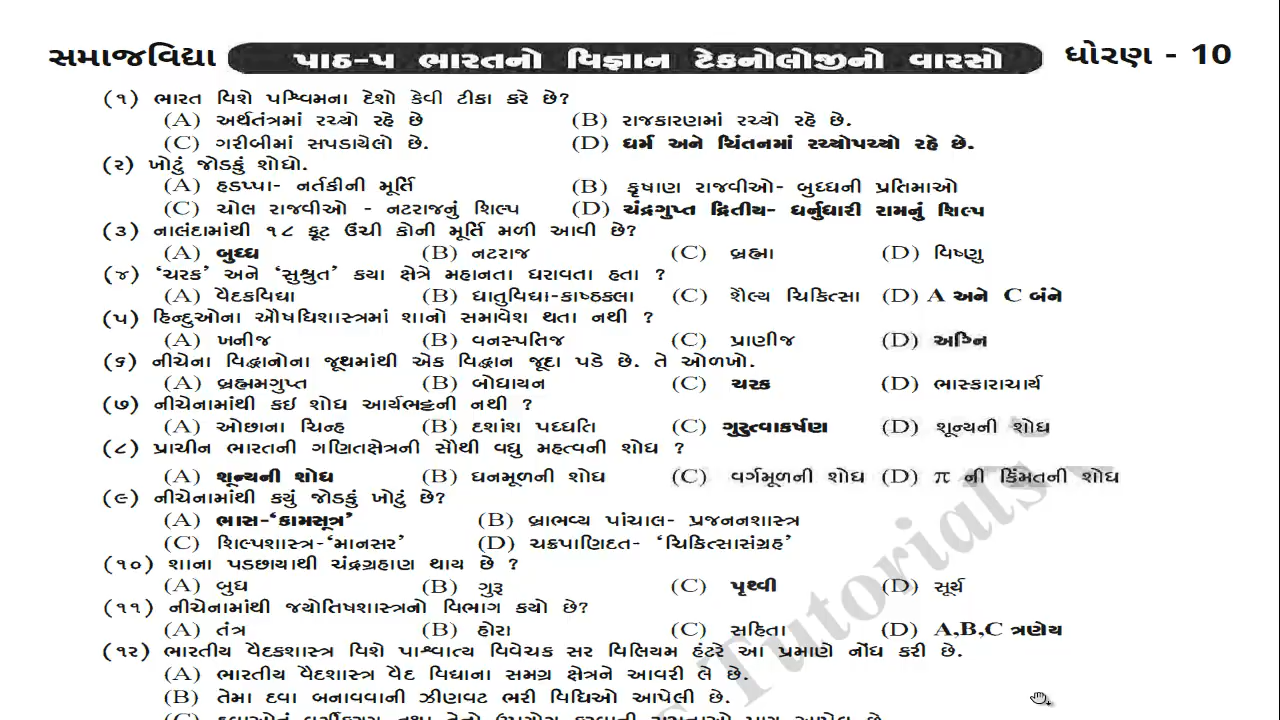 સમાજવિદ્યા પાઠ-૫ ભારતનો વિજ્ઞાન ટેકનોલોજીનો વારસો ધોરણ - 10
(૧) ભારત વિશે પશ્ચિમના દેશો કેવી ટીકા કરે છે?
(A) અર્થતંત્રમાં રચ્યો રહે છે (B) રાજકારણમાં રચ્યો રહે છે.
(C) ગરીબીમાં સપડાયેલો છે. (D) ધર્મ અને ચિંતનમાં રચ્યોપચ્યો રહે છે.
(૨) ખોટું જોડકું શોધો.
(A) હડપ્પા- નર્તકીની મૂર્તિ (B) કૃષાણ રાજવીઓ- બુધ્ધની પ્રતિમાઓ
(C) ચોલ રાજવીઓ - નટરાજનું શિલ્પ (D) ચંદ્રગુપ્ત દ્વિતીય- ધર્નુધારી રામનું શિલ્પ
(૩) નાલંદામાંથી ૧૮ ફૂટ ઉંચી કોની મૂર્તિ મળી આવી છે?
(A) બુધ્ધ (B) નટરાજ (C) બ્રહ્મા (D) વિષ્ણુ
(૪) 'ચરક' અને 'સુશ્રુત' કયા ક્ષેત્રે મહાનતા ધરાવતા હતા ?
(A) વૈદકવિધા (B) ધાતુવિધા-કાષ્ઠકલા (C) શૈલ્ય ચિકિત્સા (D) A અને C બંને
(૫) હિન્દુઓના ઔષધિશાસ્ત્રમાં શાનો સમાવેશ થતા નથી ?
(A) ખનીજ (B) વનસ્પતિજ (C) પ્રાણીજ (D) અગ્નિ
(૬) નીચેના વિદ્વાનોના જૂથમાંથી એક વિદ્વાન જૂદા પડે છે. તે ઓળખો.
(A) બ્રહ્મમગુપ્ત (B) બોધાયન (C) ચરક (D) ભાસ્કારાચાર્ય
(૭) નીચેનામાંથી કઇ શોધ આર્યભટ્ટની નથી ?
(A) ઓછાના ચિન્હ (B) દશાંશ પધ્ધતિ (C) ગુરુત્વાકર્ષણ (D) શૂન્યની શોધ
(૮) પ્રાચીન ભારતની ગણિતક્ષેત્રની સૌથી વધુ મહત્વની શોધ ?
(A) શૂન્યની શોધ (B) ઘનમૂળની શોધ (C) વર્ગમૂળની શોધ (D) π ની કિંમતની શોધ
(૯) નીચેનામાંથી કયું જોડકું ખોટું છે?
(A) ભાસ-'કામસૂત્ર' (B) બ્રાભવ્ય પાંચાલ- પ્રજનનશાસ્ત્ર
(C) શિલ્પશાસ્ત્ર-'માનસર' (D) ચક્રપાણિદત- 'ચિકિત્સાસંગ્રહ'
(૧૦) શાના પડછાયાથી ચંદ્રગ્રહાણ થાય છે ?
(A) બુધ (B) ગુરૂ (C) પૃથ્વી (D) સૂર્ય
(૧૧) નીચેનામાંથી જયોતિષશાસ્ત્રનો વિભાગ કયો છે?
(A) તંત્ર (B) હોરા (C) સહિતા (D) A,B,C ત્રણેય
(૧૨) ભારતીય વૈદકશાસ્ત્ર વિશે પાશ્વાત્ય વિવેચક સર વિલિયમ હંટરે આ પ્રમાણે નોંધ કરી છે.
(A) ભારતીય વૈદશાસ્ત્ર વૈદ વિધાના સમગ્ર ક્ષેત્રને આવરી લે છે.
(B) તેમા દવા બનાવવાની ઝીણવટ ભરી વિધિઓ આપેલી છે.
Tutorials